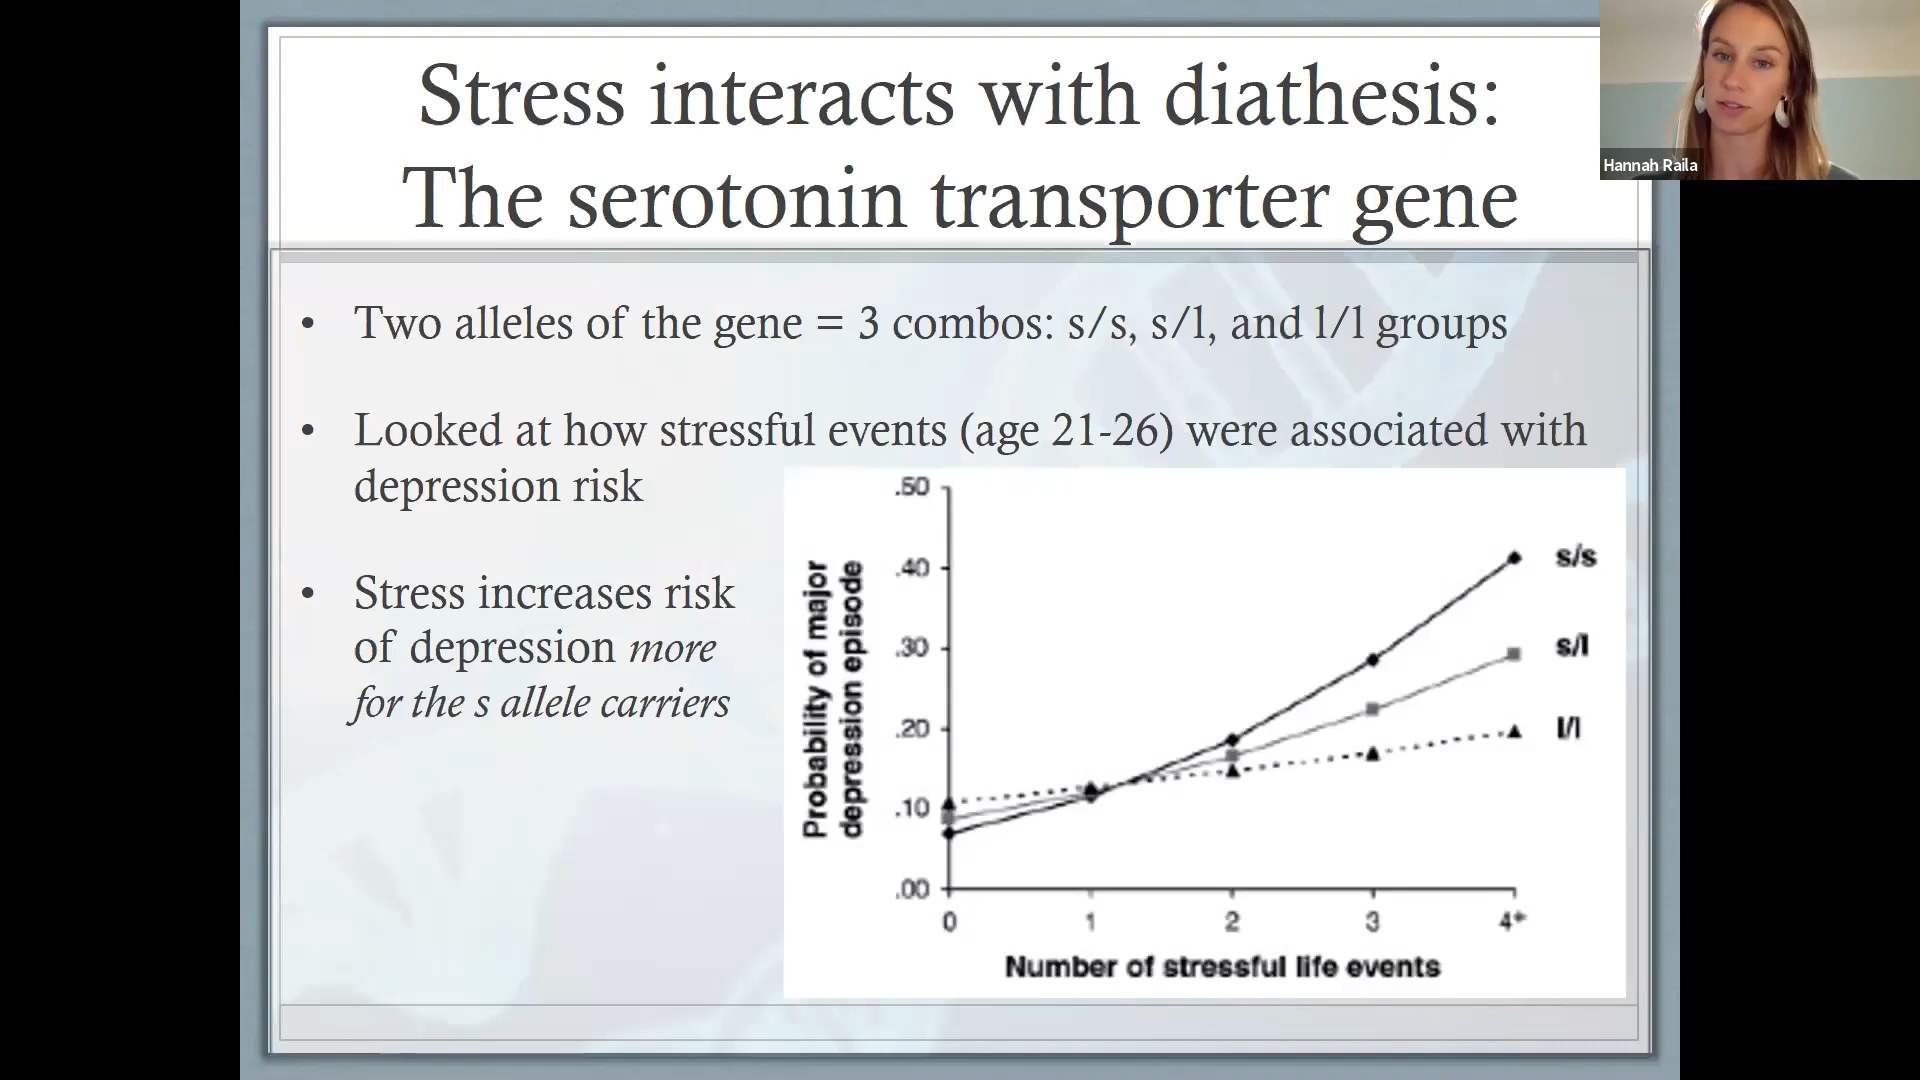 Stress interacts with diathesis:
The serotonin transporter gene
Hannah Raila
• Two alleles of the gene = 3 combos: s/s, s/l, and l/l groups
• Looked at how stressful events (age 21-26) were associated with
depression risk
• Stress increases risk
of depression more
for the s allele carriers
Probability of major
depression episode
.50
.40
.30
.20
.10
.00
0 1 2 3 4+
Number of stressful life events
s/s
s/l
l/l